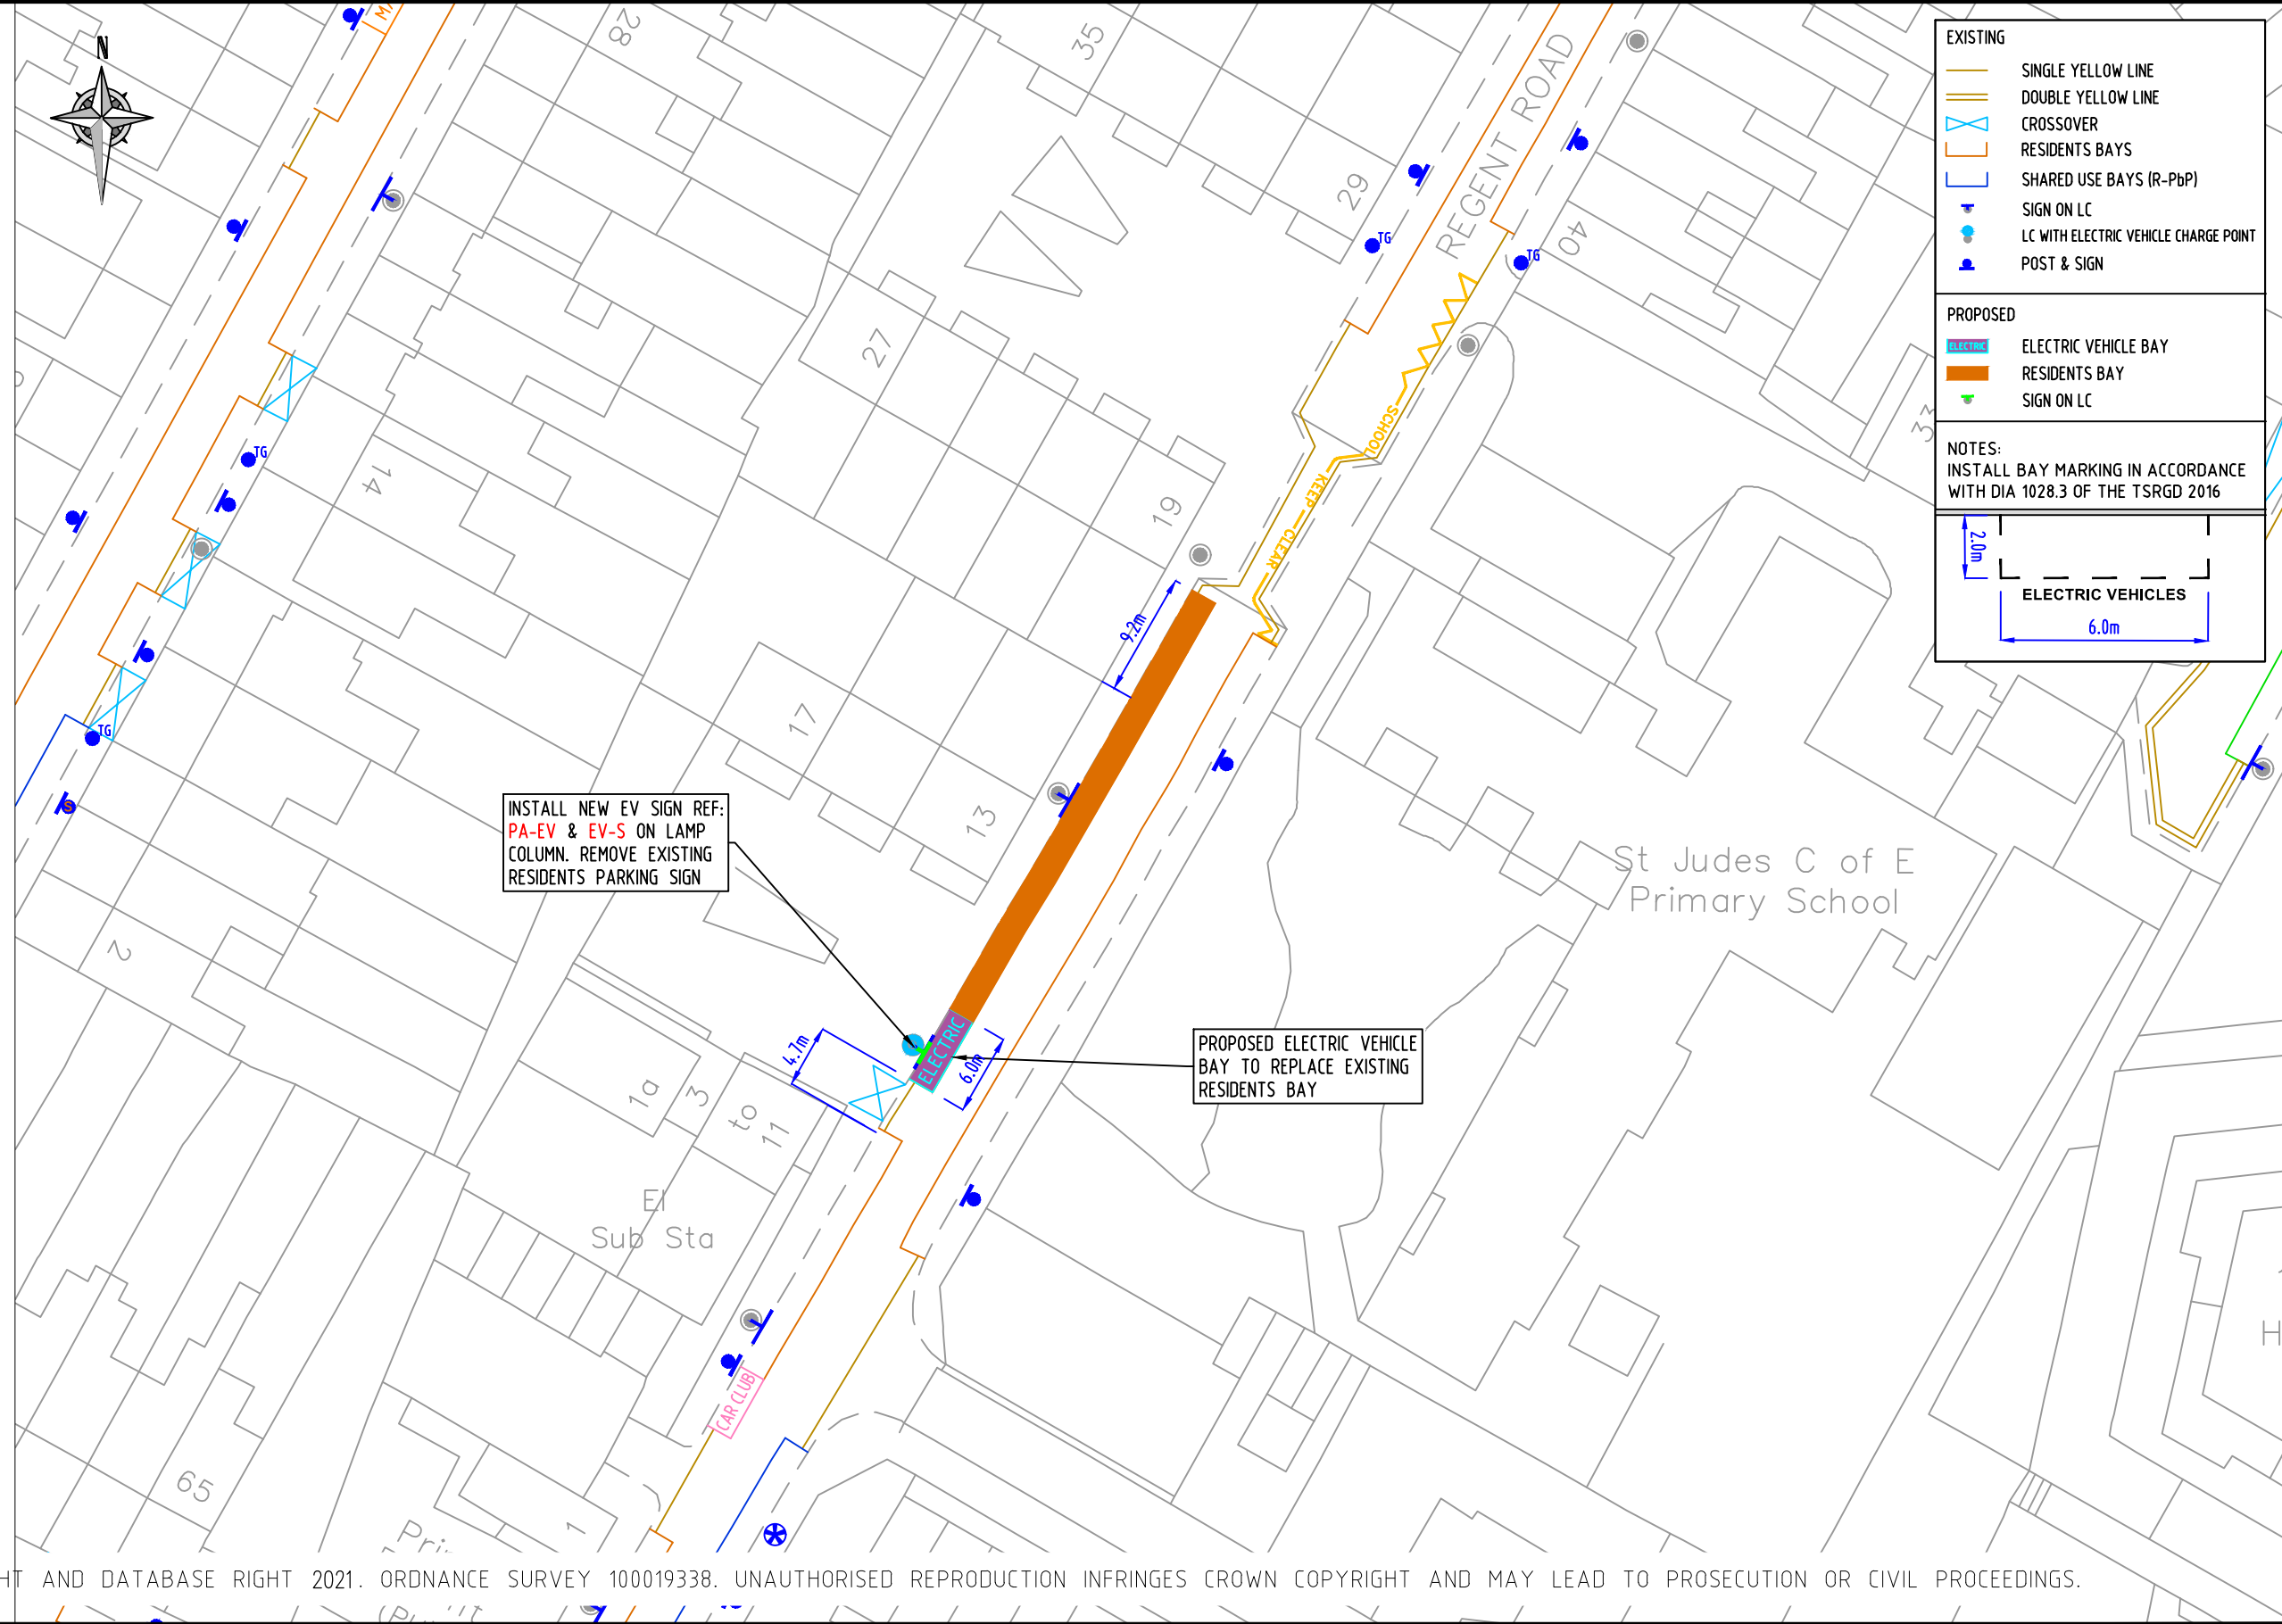 N
28
35
REGENT ROAD
29
TG
40
TG
27
14
TG
19
SCHOOL
KEEP
CLEAR
9.2m
17
13
TG
S
2
INSTALL NEW EV SIGN REF:
PA-EV & EV-S ON LAMP
COLUMN. REMOVE EXISTING
RESIDENTS PARKING SIGN
St Judes C of E
Primary School
ELECTRIC
4.7m
6.0m
PROPOSED ELECTRIC VEHICLE
BAY TO REPLACE EXISTING
RESIDENTS BAY
1a
3
to
11
El
Sub Sta
CAR CLUB
65
1
H
EXISTING
SINGLE YELLOW LINE
DOUBLE YELLOW LINE
CROSSOVER
RESIDENTS BAYS
SHARED USE BAYS (R-PbP)
SIGN ON LC
LC WITH ELECTRIC VEHICLE CHARGE POINT
POST & SIGN
PROPOSED
ELECTRIC ELECTRIC VEHICLE BAY
RESIDENTS BAY
SIGN ON LC
NOTES:
INSTALL BAY MARKING IN ACCORDANCE
WITH DIA 1028.3 OF THE TSRGD 2016
2.0m
ELECTRIC VEHICLES
6.0m
HT AND DATABASE RIGHT 2021. ORDNANCE SURVEY 100019338. UNAUTHORISED REPRODUCTION INFRINGES CROWN COPYRIGHT AND MAY LEAD TO PROSECUTION OR CIVIL PROCEEDINGS.